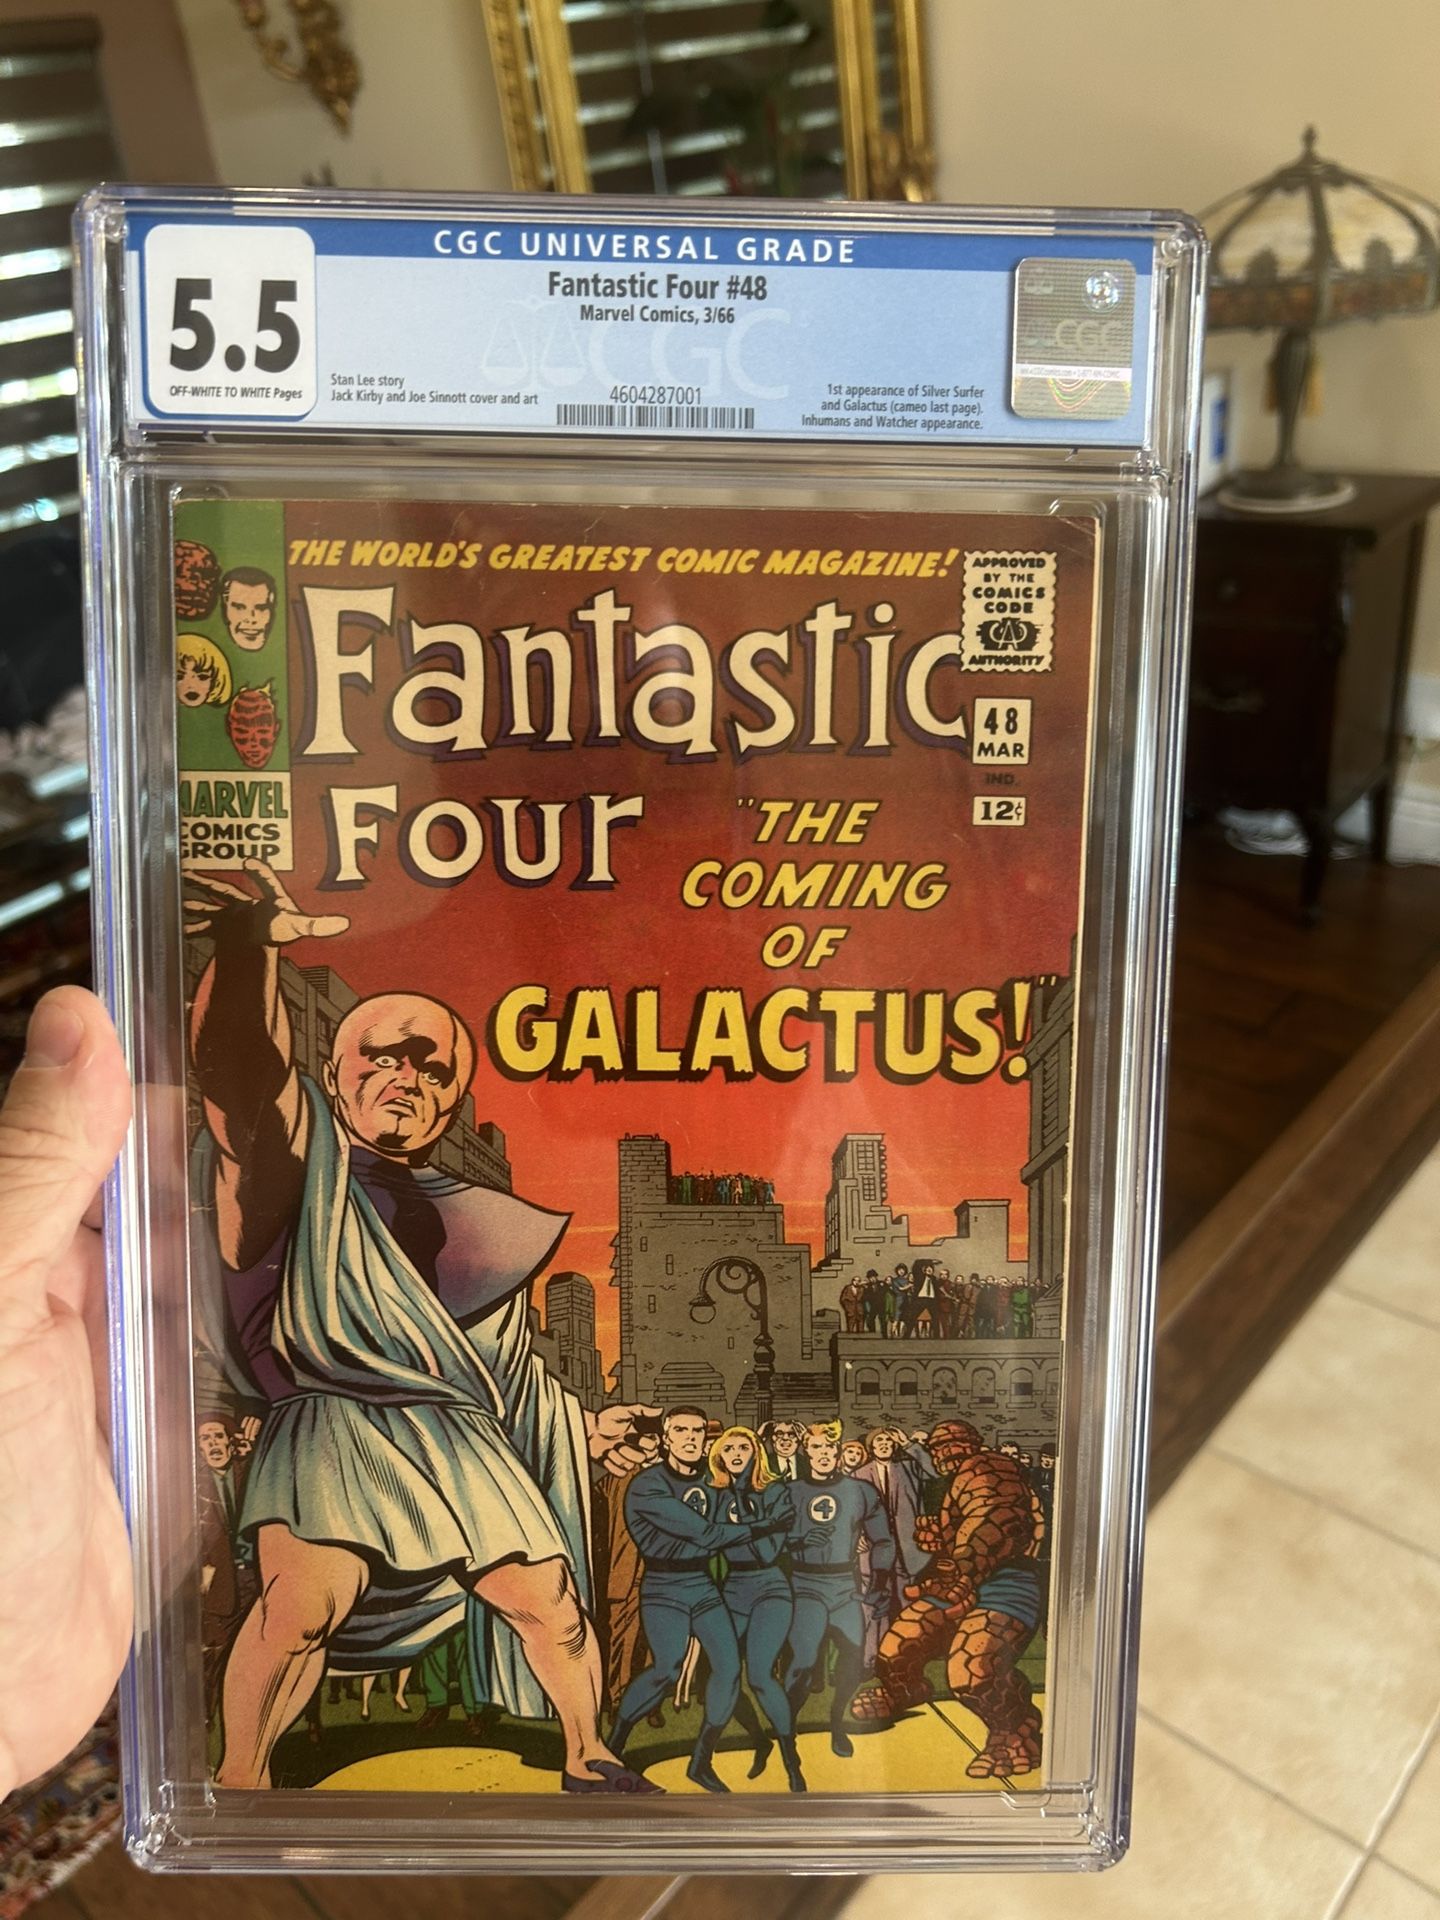 CGC UNIVERSAL GRADE
5.5
OFF-WHITE TO WHITE Pages
Fantastic Four #48
Marvel Comics, 3/66
Stan Lee story
Jack Kirby and Joe Sinnott cover and art
4604287001
1st appearance of Silver Surfer
and Galactus (cameo last page).
Inhumans and Watcher appearance.
CGC
CGC
THE WORLD'S GREATEST COMIC MAGAZINE!
APPROVED
BY THE
COMICS
CODE
CA
AUTHORITY
Fantastic
Four
48
MAR
IND.
12¢
MARVEL
COMICS
GROUP
"THE
COMING
OF
GALACTUS!"
4
4